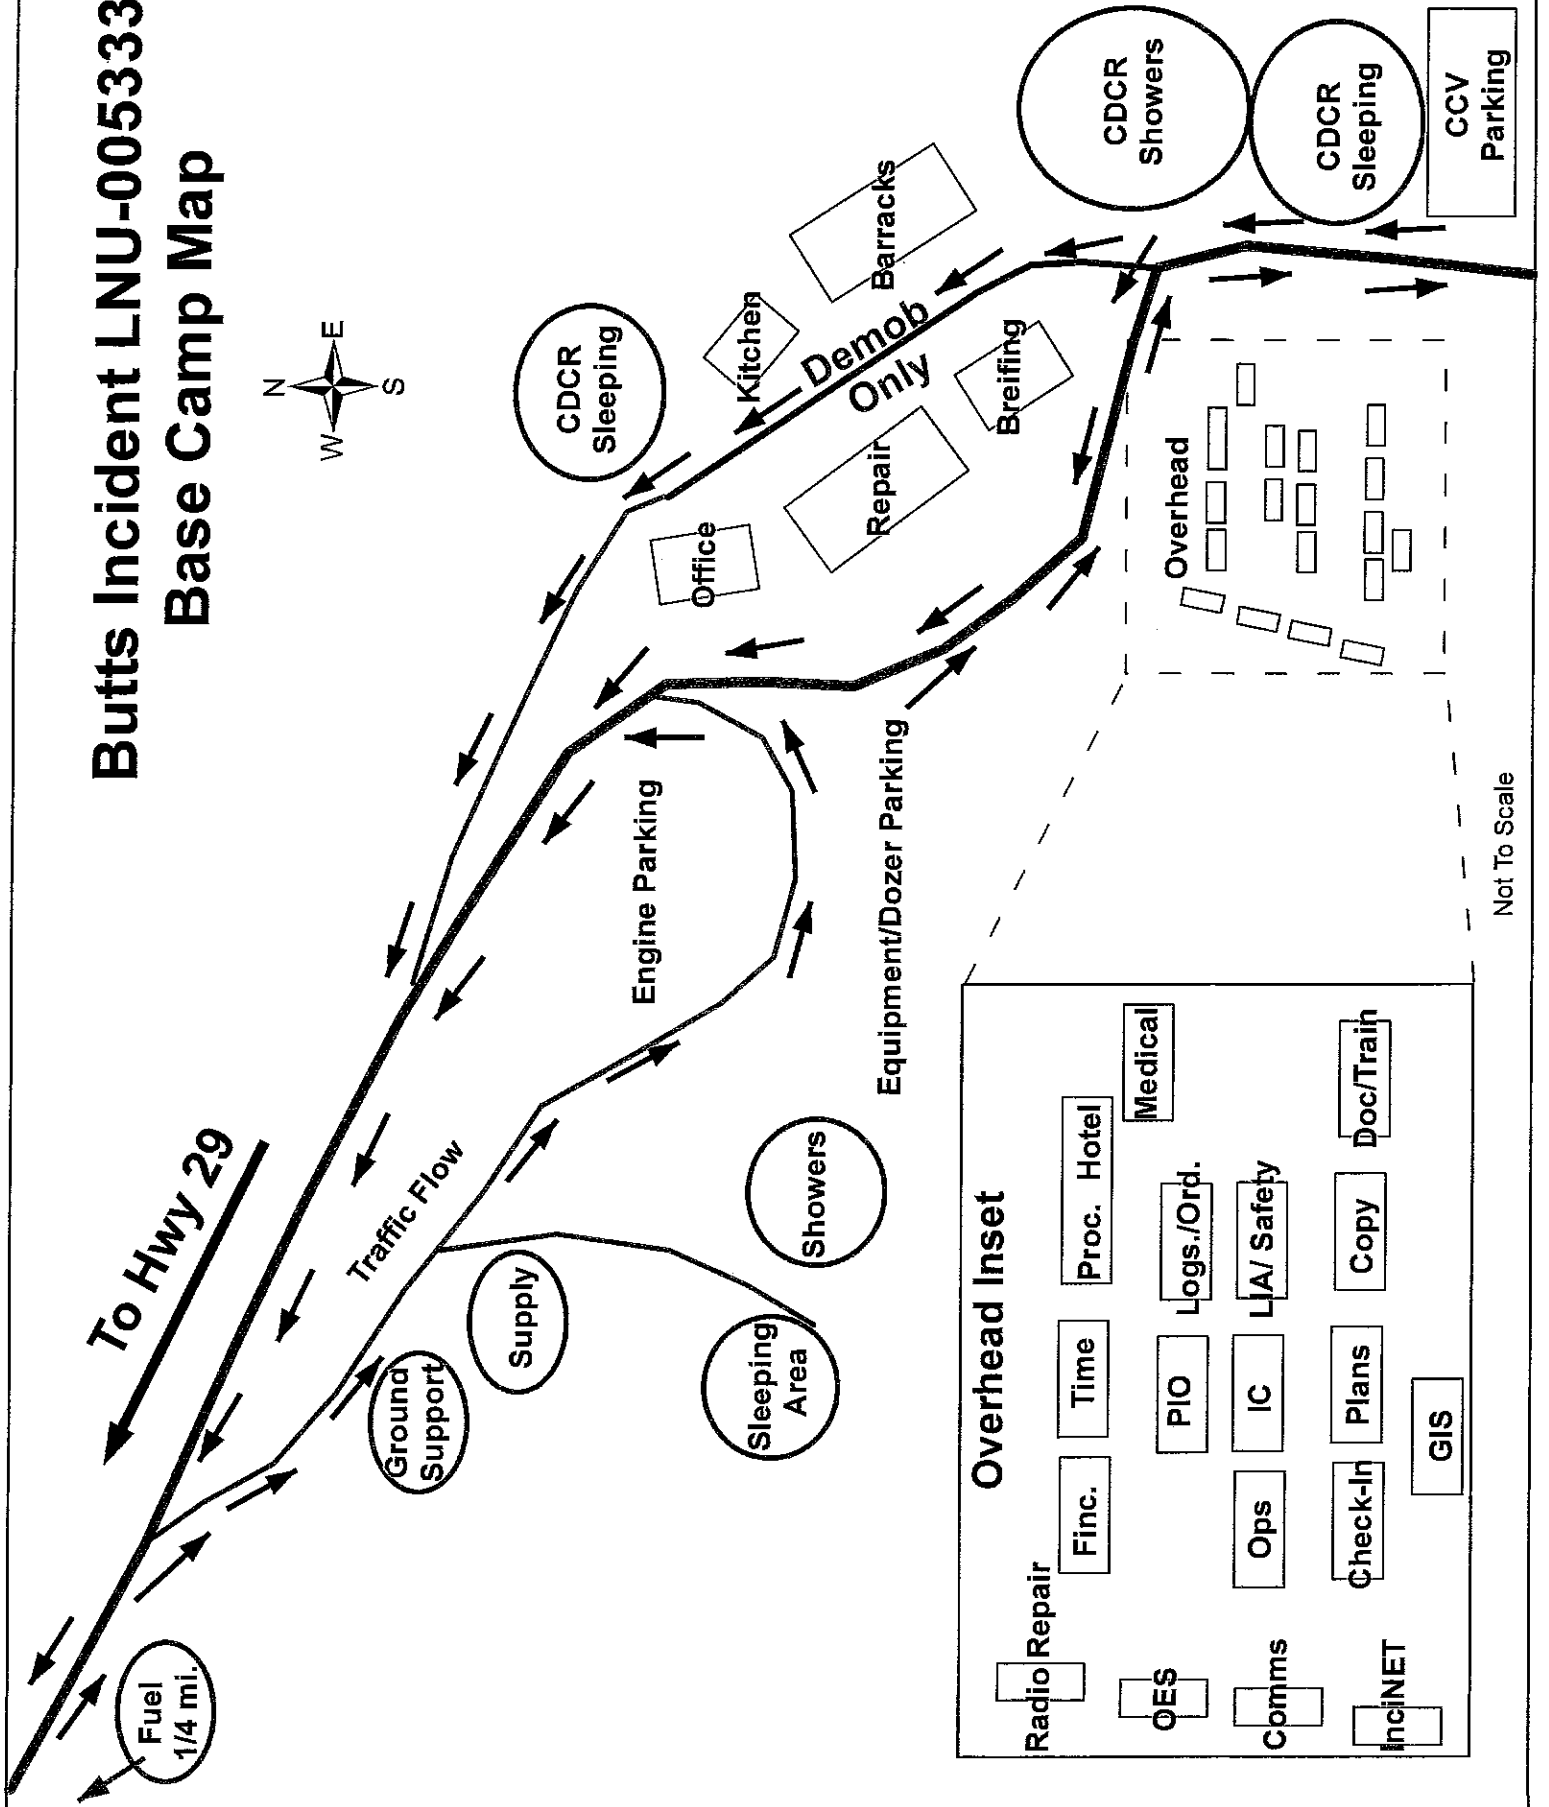 Butts Incident LNU-005333
Base Camp Map
N
W
E
S
To Hwy 29
Fuel
1/4 mi.
Traffic Flow
Ground
Support
Supply
Sleeping
Area
Showers
Engine Parking
Equipment/Dozer Parking
CDCR
Sleeping
Office
Kitchen
Barracks
Demob
Only
Repair
Breifing
CDCR
Showers
CDCR
Sleeping
CCV
Parking
Overhead
Overhead Inset
Radio Repair
Finc.
Time
Proc. Hotel
Medical
OES
PIO
Logs./Ord.
Comms
Ops
IC
LIA/ Safety
InciNET
Check-In
Plans
Copy
Doc/Train
GIS
Not To Scale